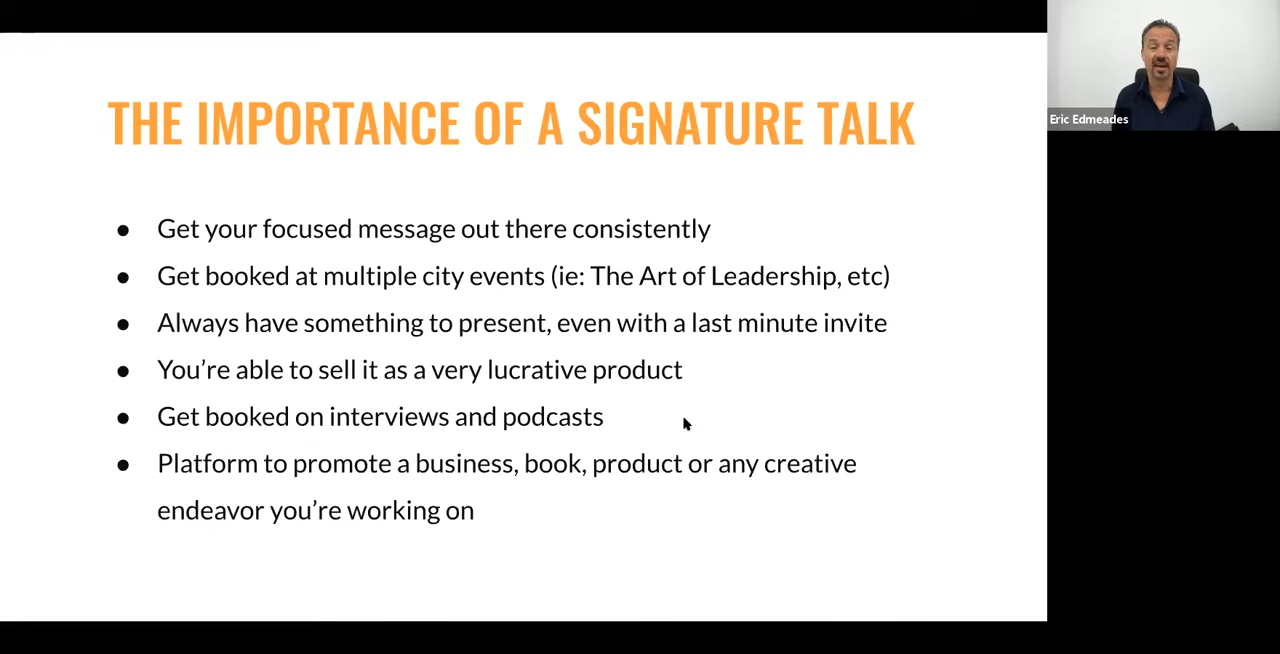 THE IMPORTANCE OF A SIGNATURE TALK
● Get your focused message out there consistently
● Get booked at multiple city events (ie: The Art of Leadership, etc)
● Always have something to present, even with a last minute invite
● You’re able to sell it as a very lucrative product
● Get booked on interviews and podcasts
● Platform to promote a business, book, product or any creative
endeavor you’re working on
Eric Edmeades